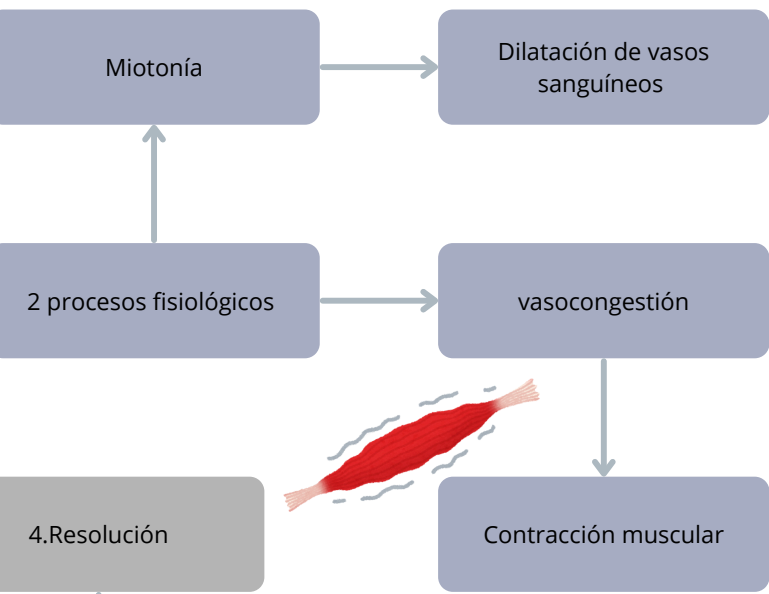 Miotonía
Dilatación de vasos
sanguíneos
2 procesos fisiológicos
vasocongestión
4.Resolución
Contracción muscular